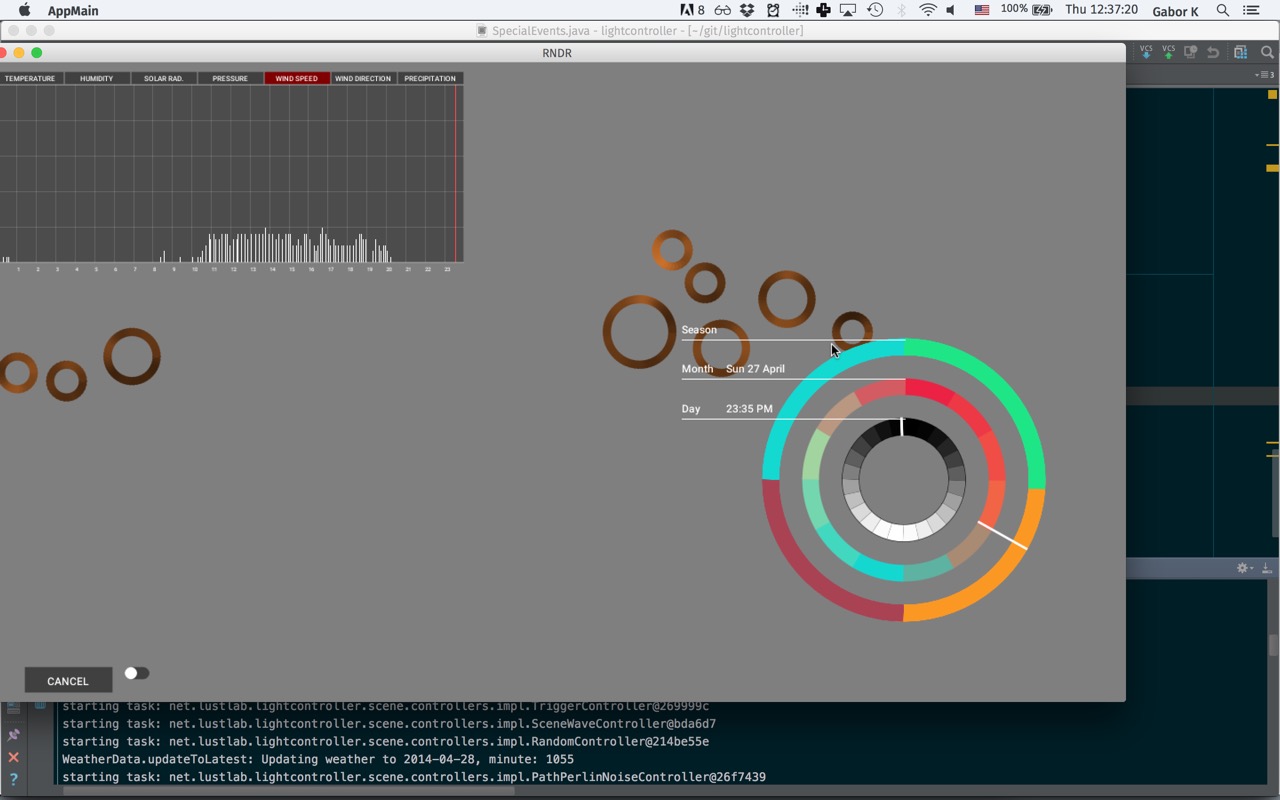 AppMain
8
100%
Thu 12:37:20
Gabor K
SpecialEvents.java - lightcontroller - [~/git/lightcontroller]
RNDR
VCS VCS
TEMPERATURE HUMIDITY SOLAR RAD. PRESSURE WIND SPEED WIND DIRECTION PRECIPITATION
3
1 2 3 4 5 6 7 8 9 10 11 12 13 14 15 16 17 18 19 20 21 22 23
Season
Month Sun 27 April
Day 23:35 PM
CANCEL
starting task: net.lustlab.lightcontroller.scene.controllers.impl.TriggerController@269999c
starting task: net.lustlab.lightcontroller.scene.controllers.impl.SceneWaveController@bda6d7
starting task: net.lustlab.lightcontroller.scene.controllers.impl.RandomController@214be55e
WeatherData.updateToLatest: Updating weather to 2014-04-28, minute: 1055
starting task: net.lustlab.lightcontroller.scene.controllers.impl.PathPerlinNoiseController@26f7439